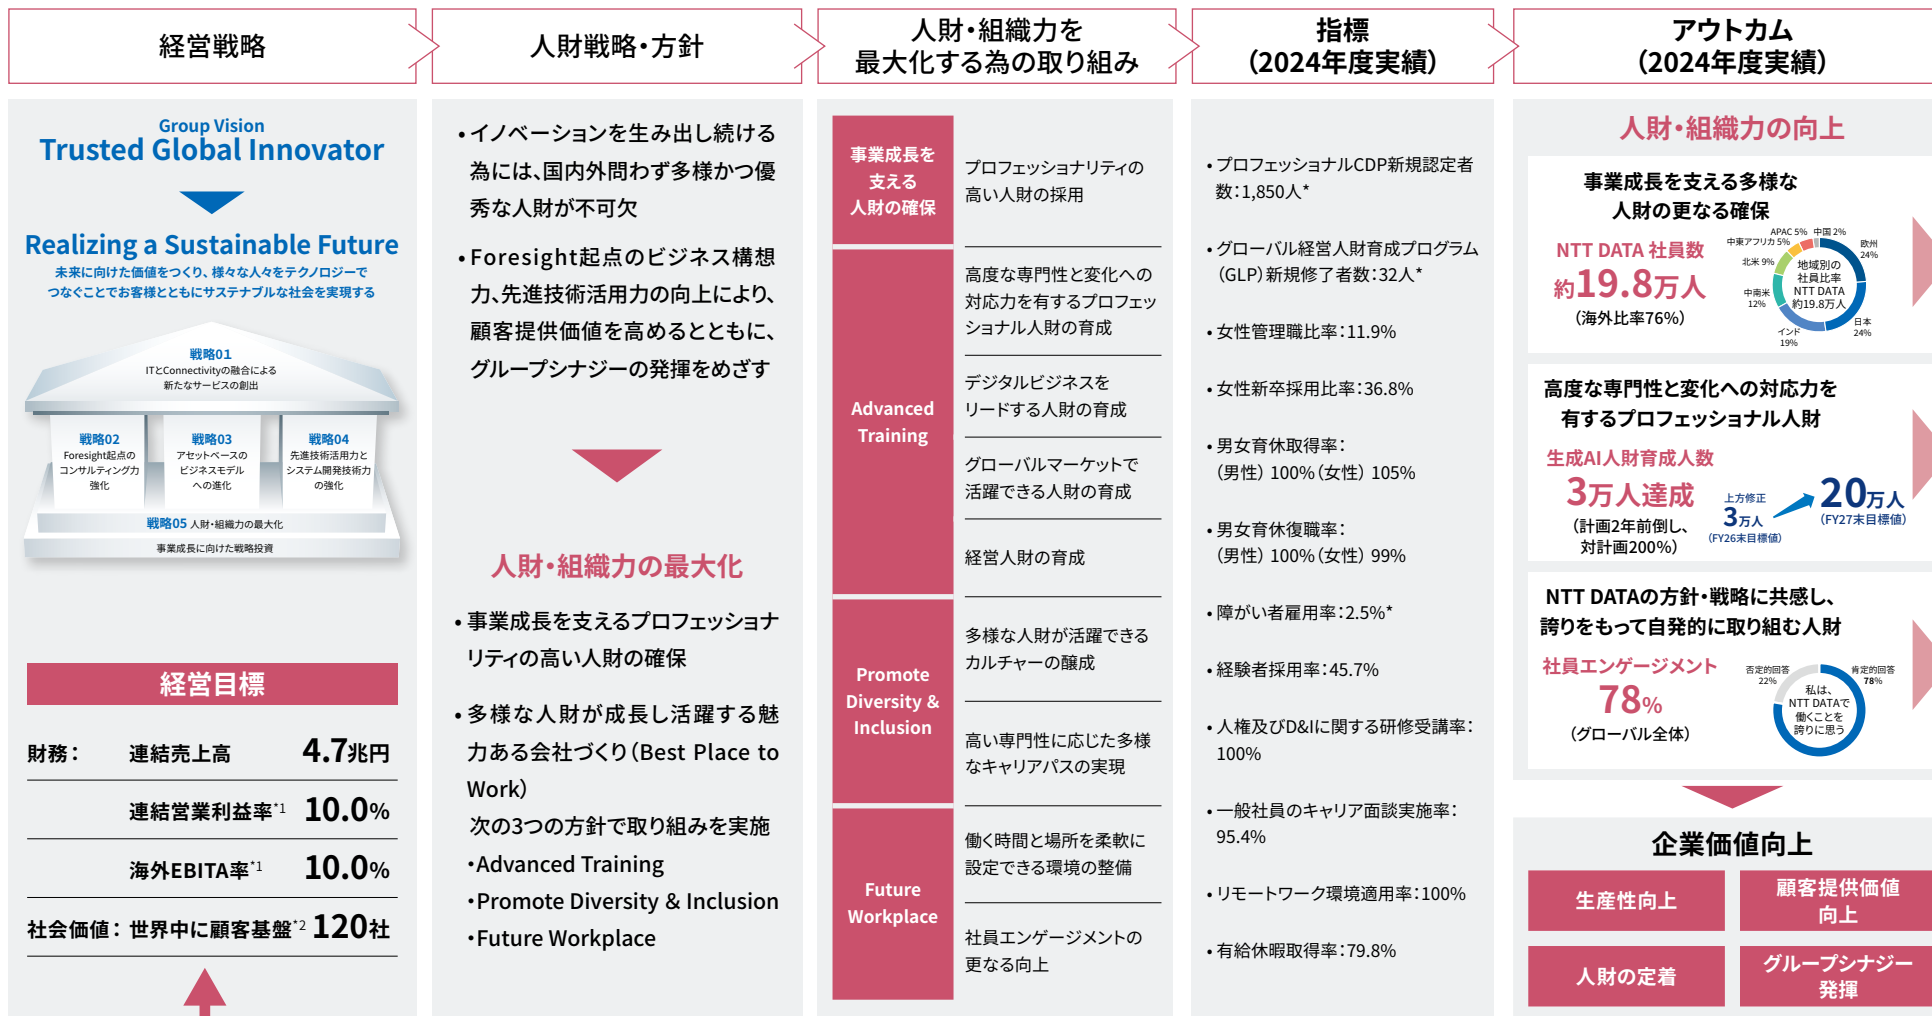 経営戦略
人財戦略・方針
人財・組織力を
最大化する為の取り組み
指標
（2024年度実績）
アウトカム
（2024年度実績）
Group Vision
Trusted Global Innovator
Realizing a Sustainable Future
未来に向けた価値をつくり、様々な人々をテクノロジーで
つなぐことでお客様とともにサステナブルな社会を実現する
戦略01
ITとConnectivityの融合による
新たなサービスの創出
戦略02
Foresight起点の
コンサルティング力
強化
戦略03
アセットベースの
ビジネスモデル
への進化
戦略04
先進技術活用力と
システム開発技術力
の強化
戦略05 人財・組織力の最大化
事業成長に向けた戦略投資
経営目標
財務： 連結売上高 4.7兆円
連結営業利益率*1 10.0%
海外EBITA率*1 10.0%
社会価値： 世界中に顧客基盤*2 120社
• イノベーションを生み出し続ける
為には、国内外問わず多様かつ優
秀な人財が不可欠
• Foresight起点のビジネス構想
力、先進技術活用力の向上により、
顧客提供価値を高めるとともに、
グループシナジーの発揮をめざす
人財・組織力の最大化
• 事業成長を支えるプロフェッショナ
リティの高い人財の確保
• 多様な人財が成長し活躍する魅
力ある会社づくり（Best Place to
Work）
次の3つの方針で取り組みを実施
・Advanced Training
・Promote Diversity & Inclusion
・Future Workplace
事業成長を
支える
人財の確保
プロフェッショナリティの
高い人財の採用
Advanced
Training
高度な専門性と変化への
対応力を有するプロフェッ
ショナル人財の育成
デジタルビジネスを
リードする人財の育成
グローバルマーケットで
活躍できる人財の育成
経営人財の育成
Promote
Diversity &
Inclusion
多様な人財が活躍できる
カルチャーの醸成
高い専門性に応じた多様
なキャリアパスの実現
Future
Workplace
働く時間と場所を柔軟に
設定できる環境の整備
社員エンゲージメントの
更なる向上
• プロフェッショナルCDP新規認定者
数：1,850人*
• グローバル経営人財育成プログラム
（GLP）新規修了者数：32人*
• 女性管理職比率：11.9%
• 女性新卒採用比率：36.8%
• 男女育休取得率：
（男性） 100%（女性） 105%
• 男女育休復職率：
（男性） 100%（女性） 99%
• 障がい者雇用率：2.5%*
• 経験者採用率：45.7%
• 人権及びD&Iに関する研修受講率：
100%
• 一般社員のキャリア面談実施率：
95.4%
• リモートワーク環境適用率：100%
• 有給休暇取得率：79.8%
人財・組織力の向上
事業成長を支える多様な
人財の更なる確保
NTT DATA 社員数
約19.8万人
（海外比率76%）
APAC 5%
中国 2%
中東アフリカ 5%
欧州
24%
北米 9%
中南米
12%
インド
19%
日本
24%
地域別の
社員比率
NTT DATA
約19.8万人
高度な専門性と変化への対応力を
有するプロフェッショナル人財
生成AI人財育成人数
3万人達成
（計画2年前倒し、
対計画200%）
上方修正
3万人
（FY26末目標値）
20万人
（FY27末目標値）
NTT DATAの方針・戦略に共感し、
誇りをもって自発的に取り組む人財
社員エンゲージメント
78%
（グローバル全体）
否定的回答
22%
肯定的回答
78%
私は、
NTT DATAで
働くことを
誇りに思う
企業価値向上
生産性向上
顧客提供価値
向上
人財の定着
グループシナジー
発揮